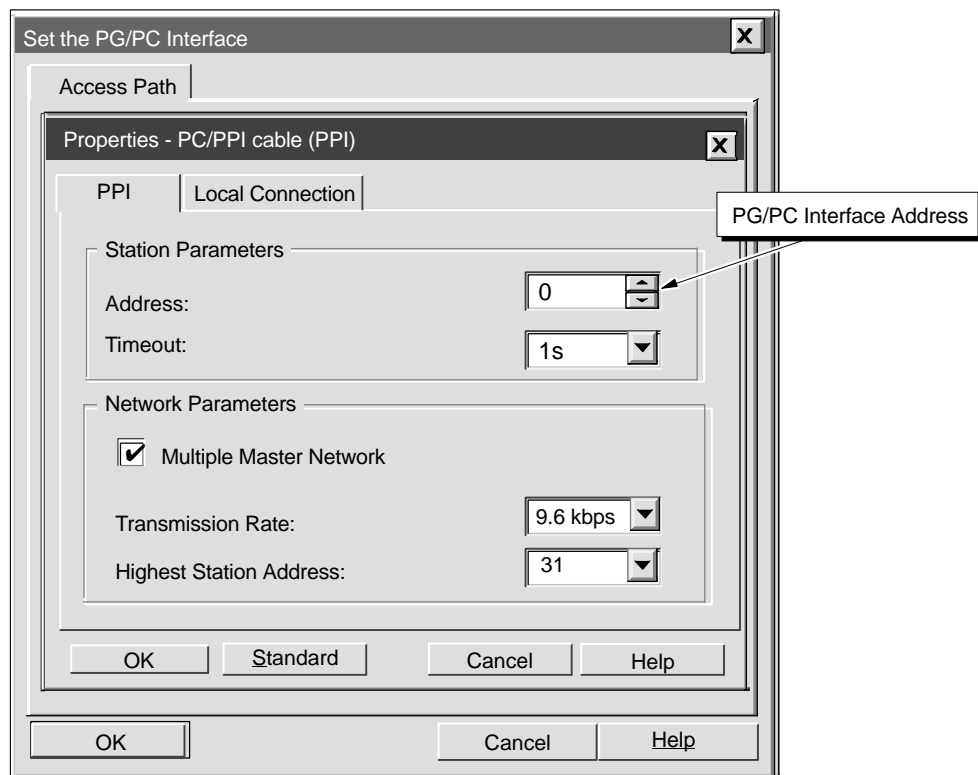 Set the PG/PC Interface
X
Access Path
Properties - PC/PPI cable (PPI)
X
PPI
Local Connection
PG/PC Interface Address
Station Parameters
Address:
0
Timeout:
1s
Network Parameters
Multiple Master Network
Transmission Rate:
9.6 kbps
Highest Station Address:
31
OK
Standard
Cancel
Help
OK
Cancel
Help